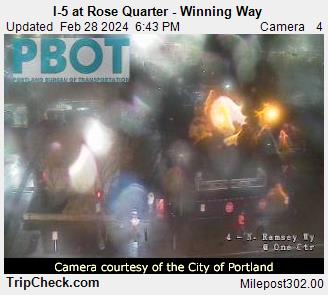 I-5 at Rose Quarter - Winning Way
Updated Feb 28 2024 6:43 PM Camera 4
PBOT
PORTLAND BUREAU OF TRANSPORTATION
4 - N. Ramsey Wy
@ One Ctr
Camera courtesy of the City of Portland
TripCheck.com Milepost302.00